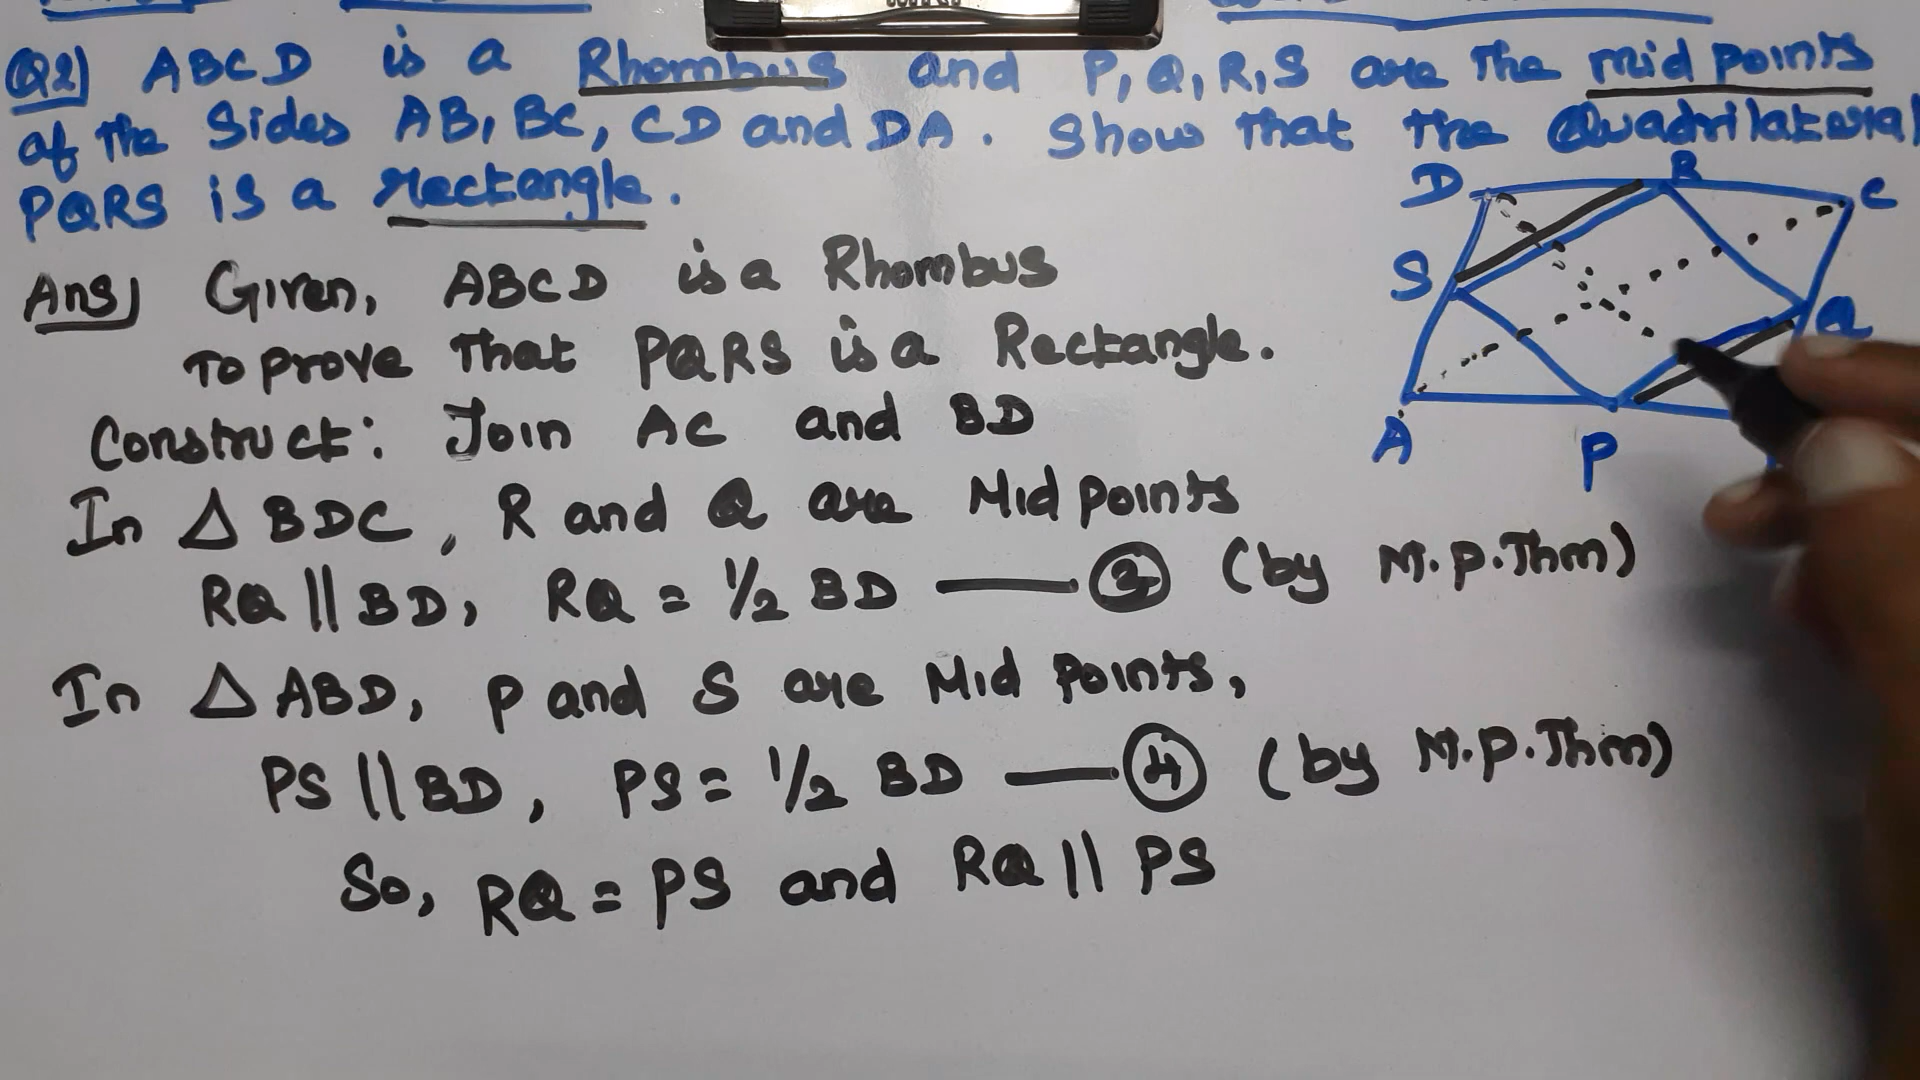 Q2) ABCD is a Rhombus and P, Q, R, S are the mid points
of the Sides AB, BC, CD and DA. Show that the Quadrilateral
PQRS is a rectangle.
D R C
S Q
A P
Ans) Given, ABCD is a Rhombus
To prove That PQRS is a Rectangle.
Construct: Join AC and BD
In △ BDC, R and Q are Mid points
RQ || BD, RQ = 1/2 BD — 3 (by M.P.Thm)
In △ ABD, P and S are Mid Points,
PS || BD, PS = 1/2 BD — 4 (by M.P.Thm)
So, RQ = PS and RQ || PS